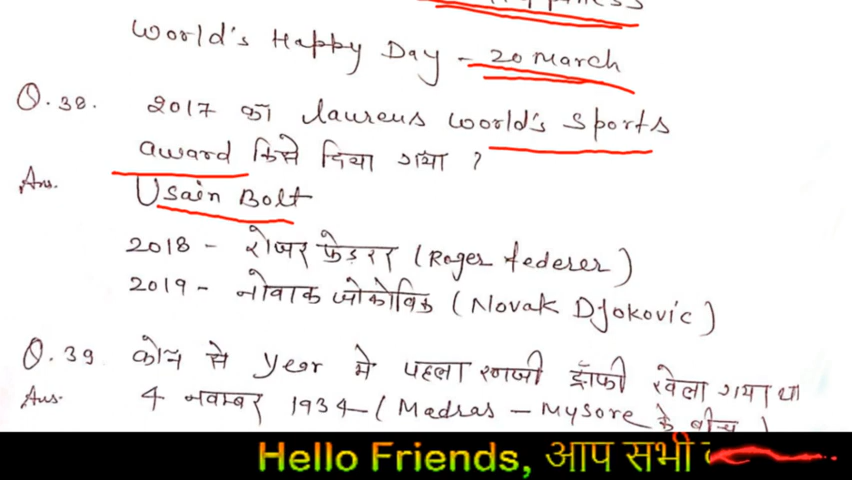 World's Happy Day - 20 March
Q.38. 2017 का laureus world's sports
award किसे दिया गया ?
Ans. Usain Bolt
2018 - रोजर फेडरर (Roger federer)
2019 - नोवाक जोकोविक (Novak Djokovic)
Q.39 कौन से year मे पहला रणजी ट्रॉफी खेला गया था
Ans. 4 नवम्बर 1934 - (Madras - Mysore के बीच)
Hello Friends, आप सभी